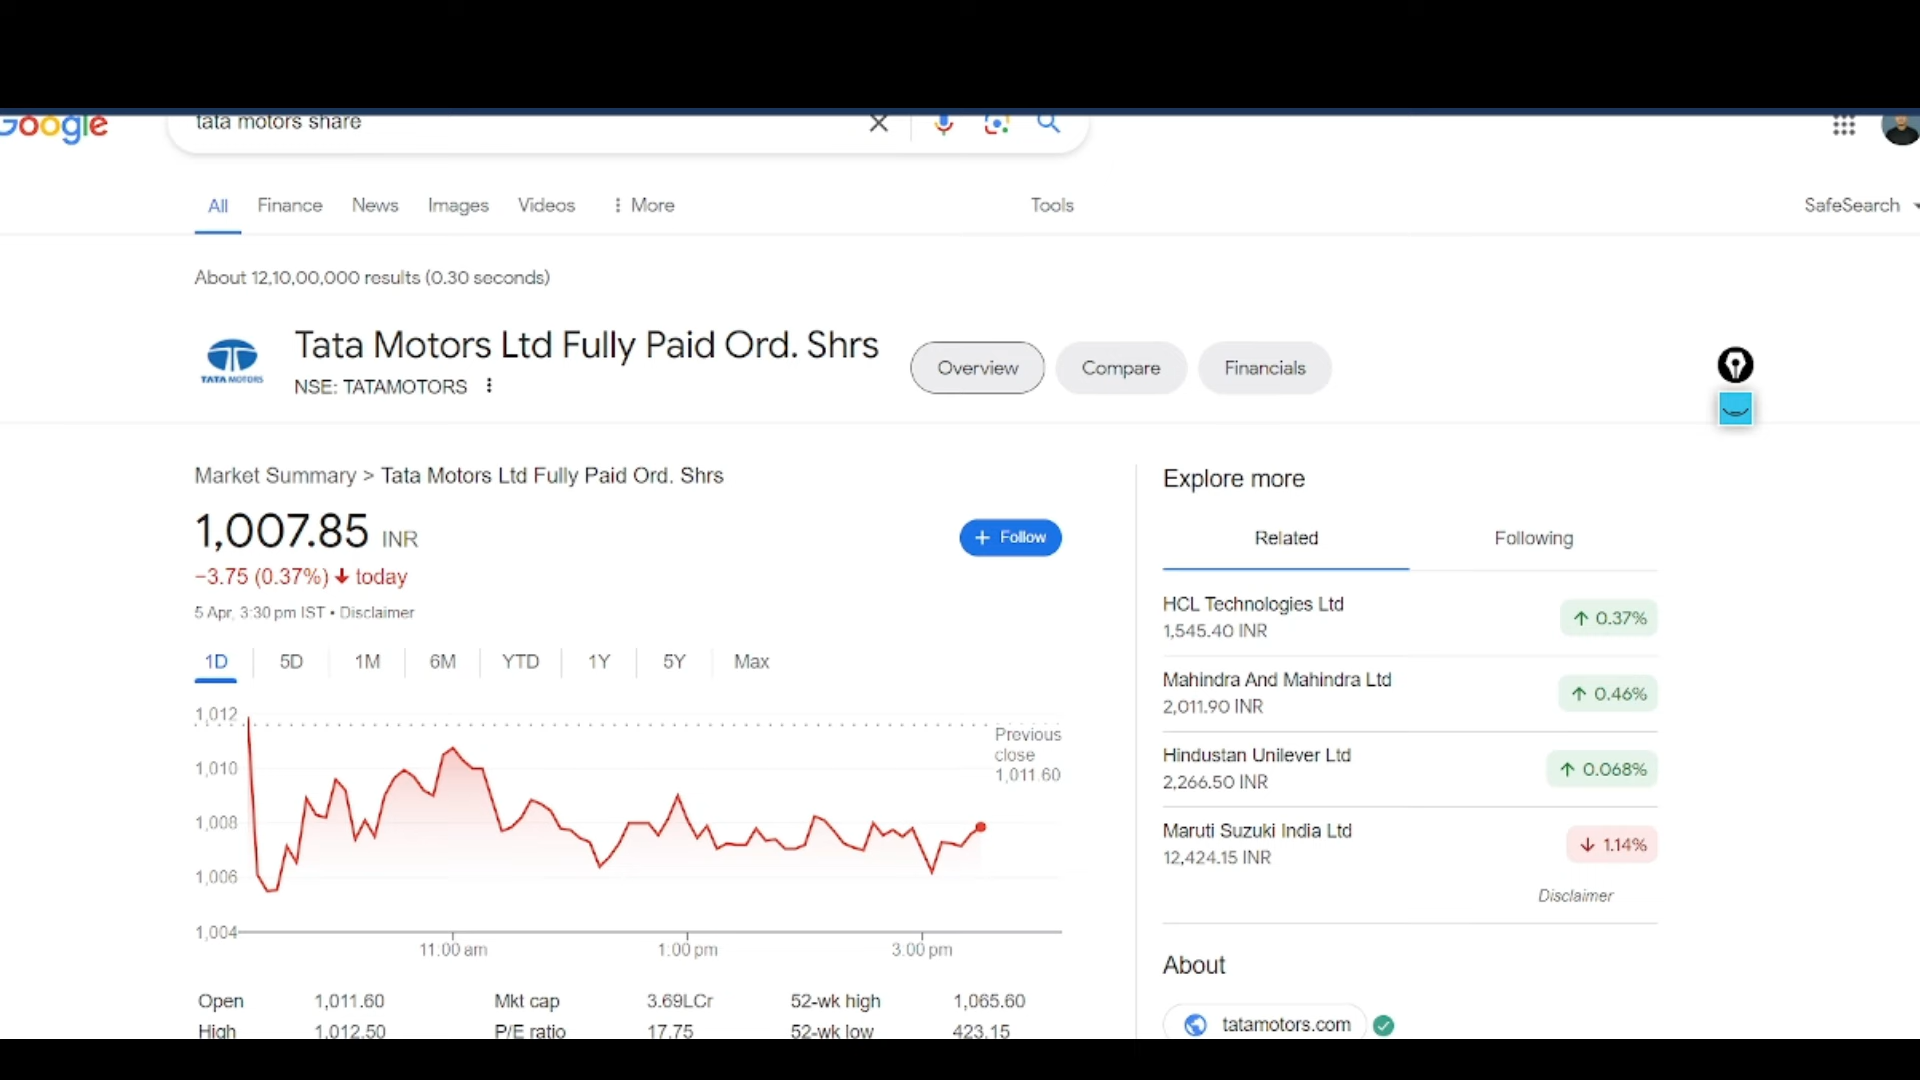 Google
tata motors share
All Finance News Images Videos More Tools SafeSearch
About 12,10,00,000 results (0.30 seconds)
TATA MOTORS
Tata Motors Ltd Fully Paid Ord. Shrs
NSE: TATAMOTORS
Overview Compare Financials
Market Summary > Tata Motors Ltd Fully Paid Ord. Shrs
1,007.85 INR
+ Follow
−3.75 (0.37%) today
5 Apr, 3:30 pm IST • Disclaimer
1D 5D 1M 6M YTD 1Y 5Y Max
1,012
1,010
1,008
1,006
1,004
Previous
close
1,011.60
11:00 am 1:00 pm 3:00 pm
Open 1,011.60 Mkt cap 3.69LCr 52-wk high 1,065.60
High 1,012.50 P/E ratio 17.75 52-wk low 423.15
Explore more
Related Following
HCL Technologies Ltd
1,545.40 INR
0.37%
Mahindra And Mahindra Ltd
2,011.90 INR
0.46%
Hindustan Unilever Ltd
2,266.50 INR
0.068%
Maruti Suzuki India Ltd
12,424.15 INR
1.14%
Disclaimer
About
tatamotors.com